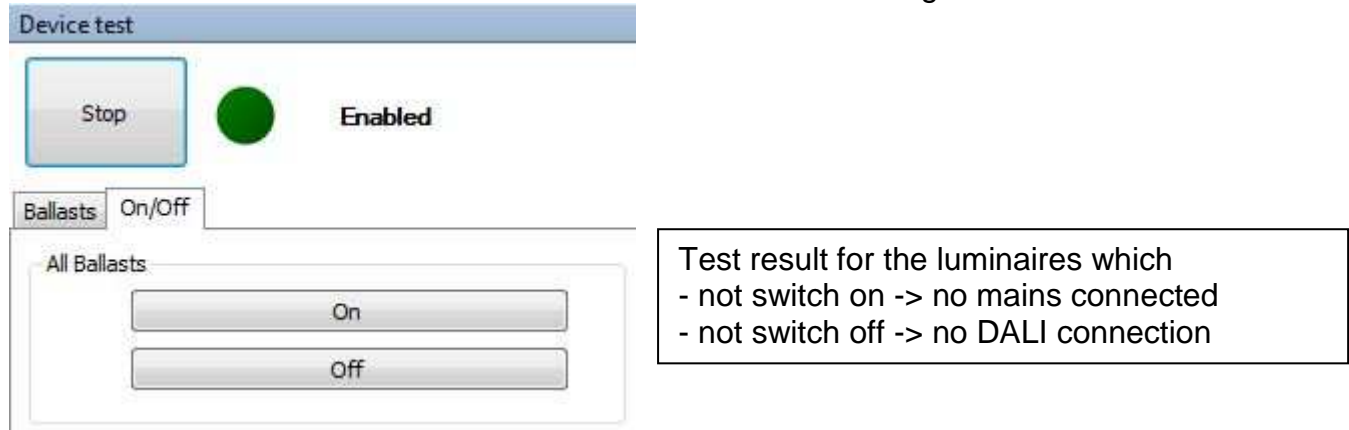 Device test
Stop
Enabled
Ballasts On/Off
All Ballasts
On
Off
Test result for the luminaires which
- not switch on -> no mains connected
- not switch off -> no DALI connection